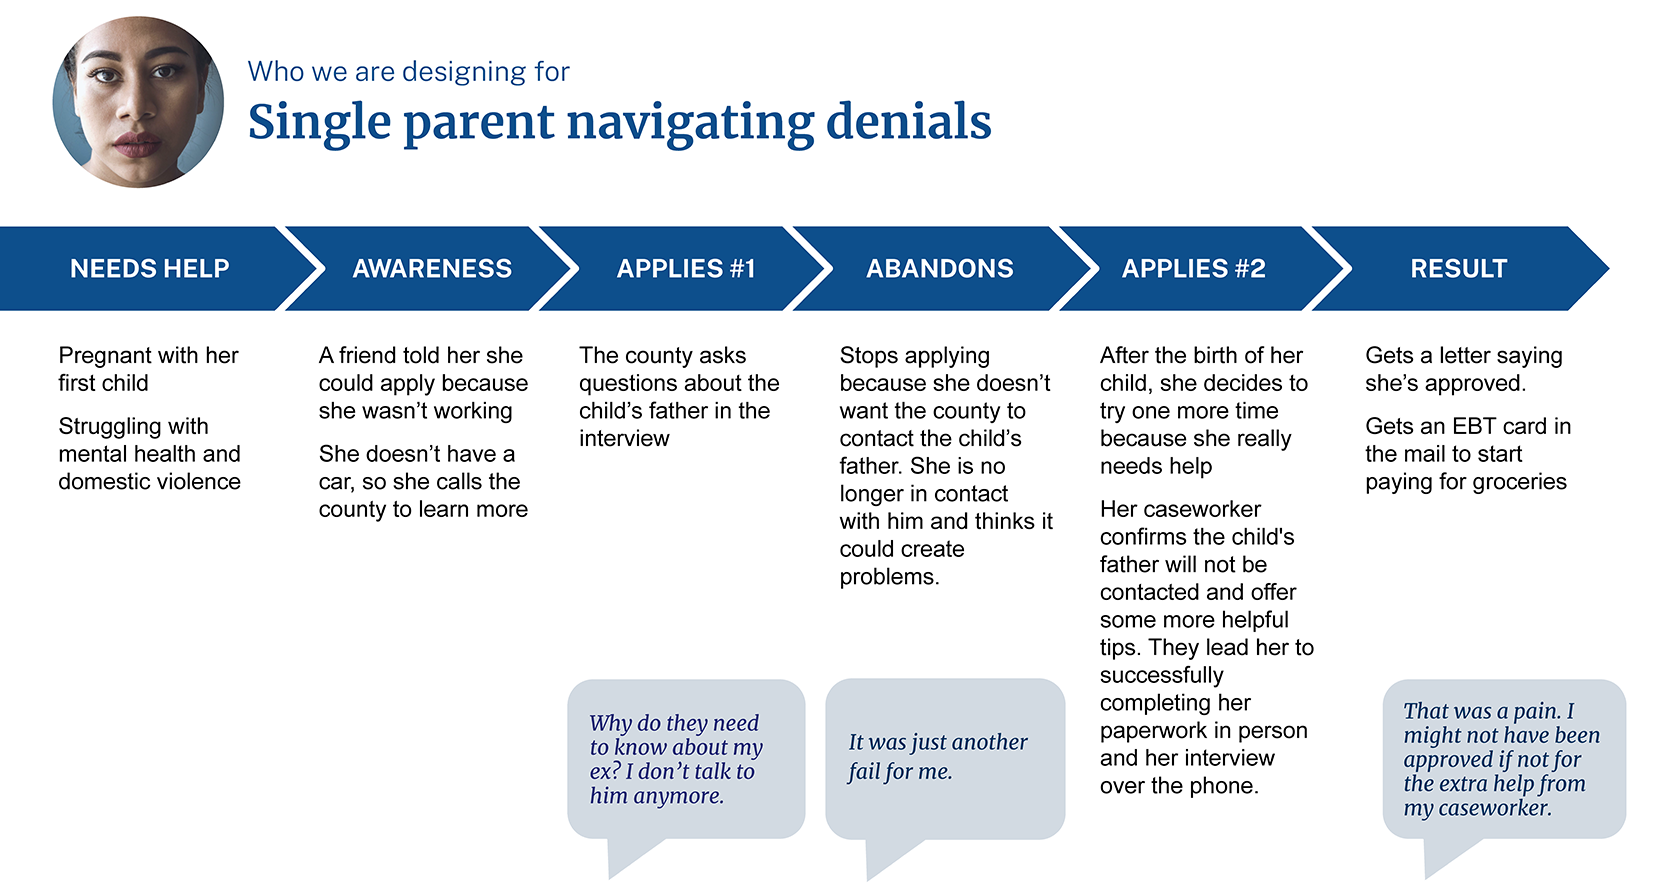 Who we are designing for
Single parent navigating denials
NEEDS HELP
AWARENESS
APPLIES #1
ABANDONS
APPLIES #2
RESULT
Pregnant with her
first child
Struggling with
mental health and
domestic violence
A friend told her she
could apply because
she wasn’t working
She doesn’t have a
car, so she calls the
county to learn more
The county asks
questions about the
child’s father in the
interview
Why do they need
to know about my
ex? I don’t talk to
him anymore.
Stops applying
because she doesn’t
want the county to
contact the child’s
father. She is no
longer in contact
with him and thinks it
could create
problems.
It was just another
fail for me.
After the birth of her
child, she decides to
try one more time
because she really
needs help
Her caseworker
confirms the child's
father will not be
contacted and offer
some more helpful
tips. They lead her to
successfully
completing her
paperwork in person
and her interview
over the phone.
Gets a letter saying
she’s approved.
Gets an EBT card in
the mail to start
paying for groceries
That was a pain. I
might not have been
approved if not for
the extra help from
my caseworker.